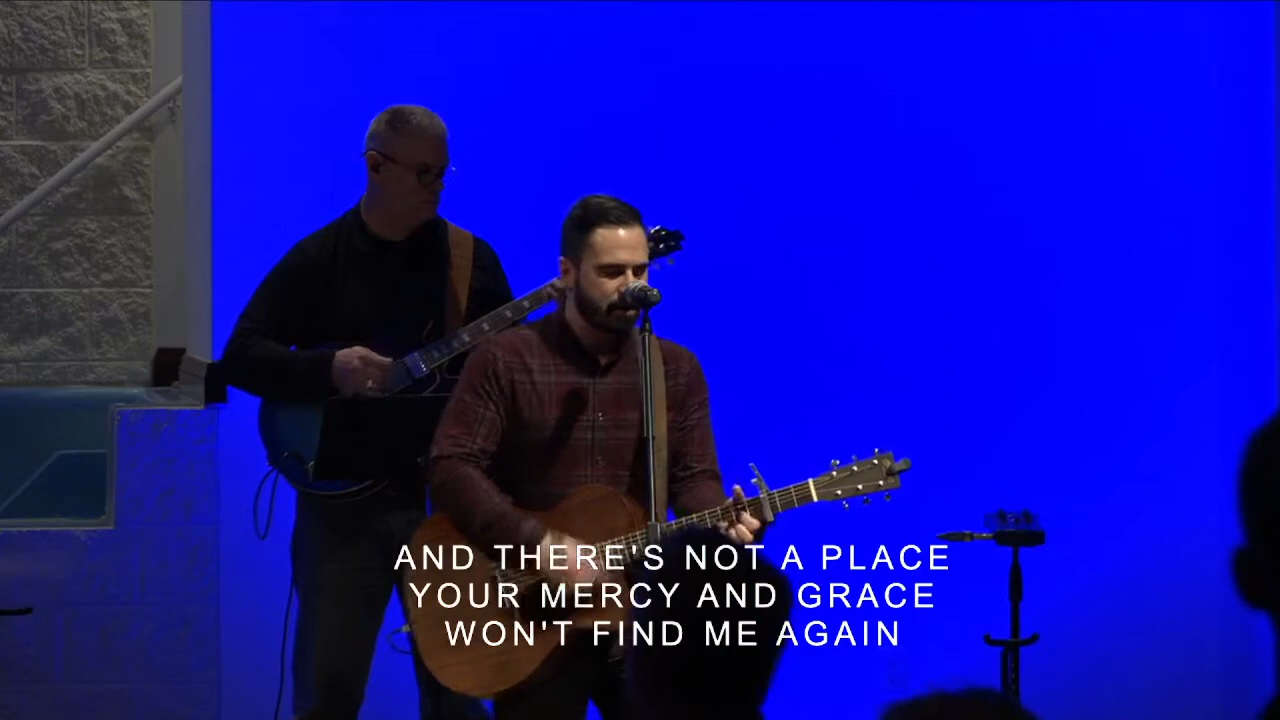 AND THERE'S NOT A PLACE
YOUR MERCY AND GRACE
WON'T FIND ME AGAIN